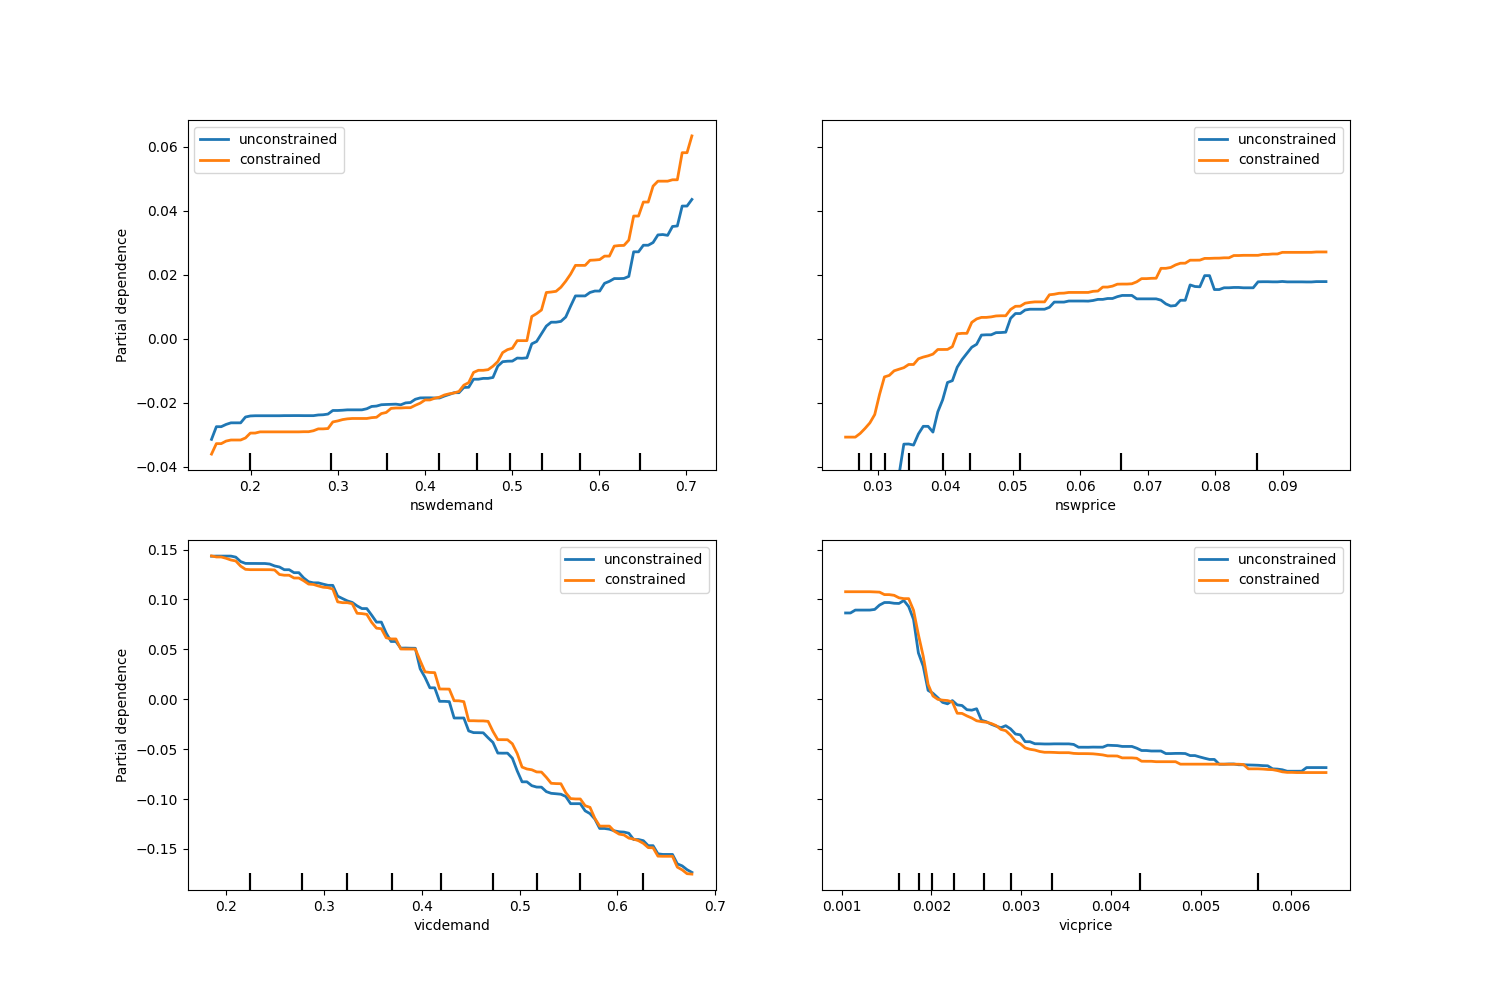 unconstrained
constrained
0.06
0.04
0.02
0.00
−0.02
−0.04
Partial dependence
0.2 0.3 0.4 0.5 0.6 0.7
nswdemand
unconstrained
constrained
0.03 0.04 0.05 0.06 0.07 0.08 0.09
nswprice
unconstrained
constrained
0.15
0.10
0.05
0.00
−0.05
−0.10
−0.15
Partial dependence
0.2 0.3 0.4 0.5 0.6 0.7
vicdemand
unconstrained
constrained
0.001 0.002 0.003 0.004 0.005 0.006
vicprice